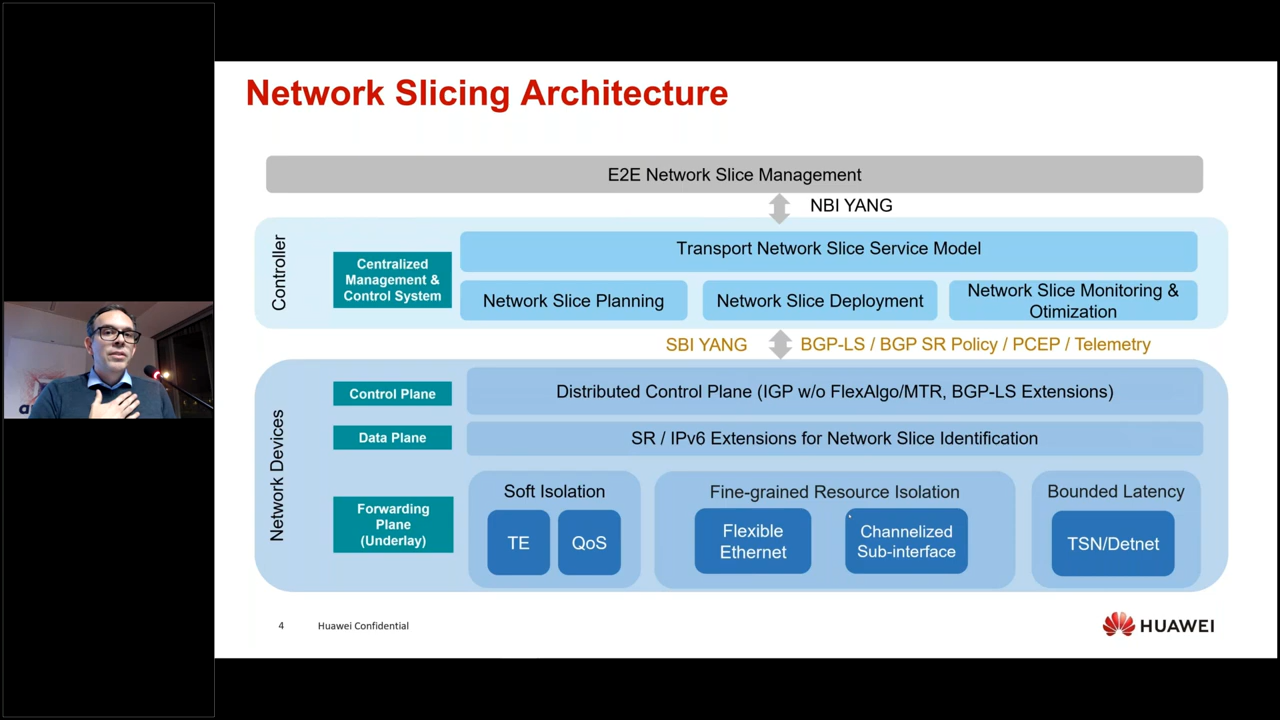 Network Slicing Architecture
E2E Network Slice Management
NBI YANG
Controller
Centralized
Management &
Control System
Transport Network Slice Service Model
Network Slice Planning
Network Slice Deployment
Network Slice Monitoring &
Otimization
SBI YANG
BGP-LS / BGP SR Policy / PCEP / Telemetry
Network Devices
Control Plane
Distributed Control Plane (IGP w/o FlexAlgo/MTR, BGP-LS Extensions)
Data Plane
SR / IPv6 Extensions for Network Slice Identification
Forwarding
Plane
(Underlay)
Soft Isolation
TE
QoS
Fine-grained Resource Isolation
Flexible
Ethernet
Channelized
Sub-interface
Bounded Latency
TSN/Detnet
4
Huawei Confidential
HUAWEI